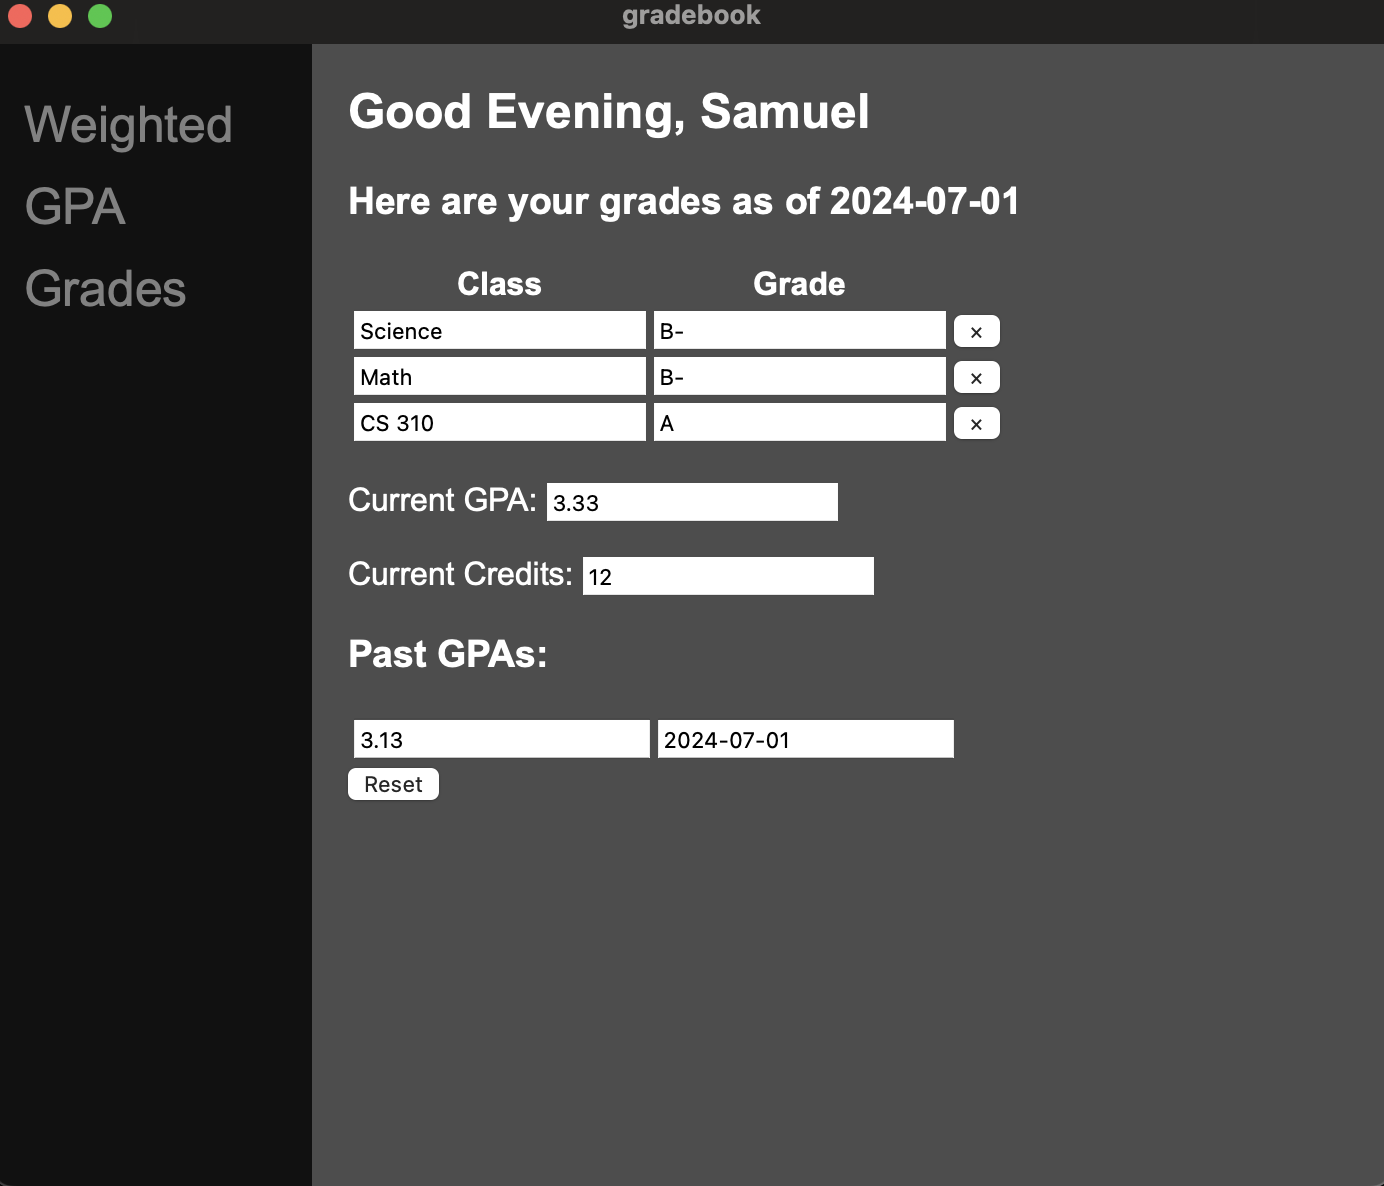 gradebook
Weighted
GPA
Grades
Good Evening, Samuel
Here are your grades as of 2024-07-01
Class Grade
Science B- ×
Math B- ×
CS 310 A ×
Current GPA: 3.33
Current Credits: 12
Past GPAs:
3.13 2024-07-01
Reset